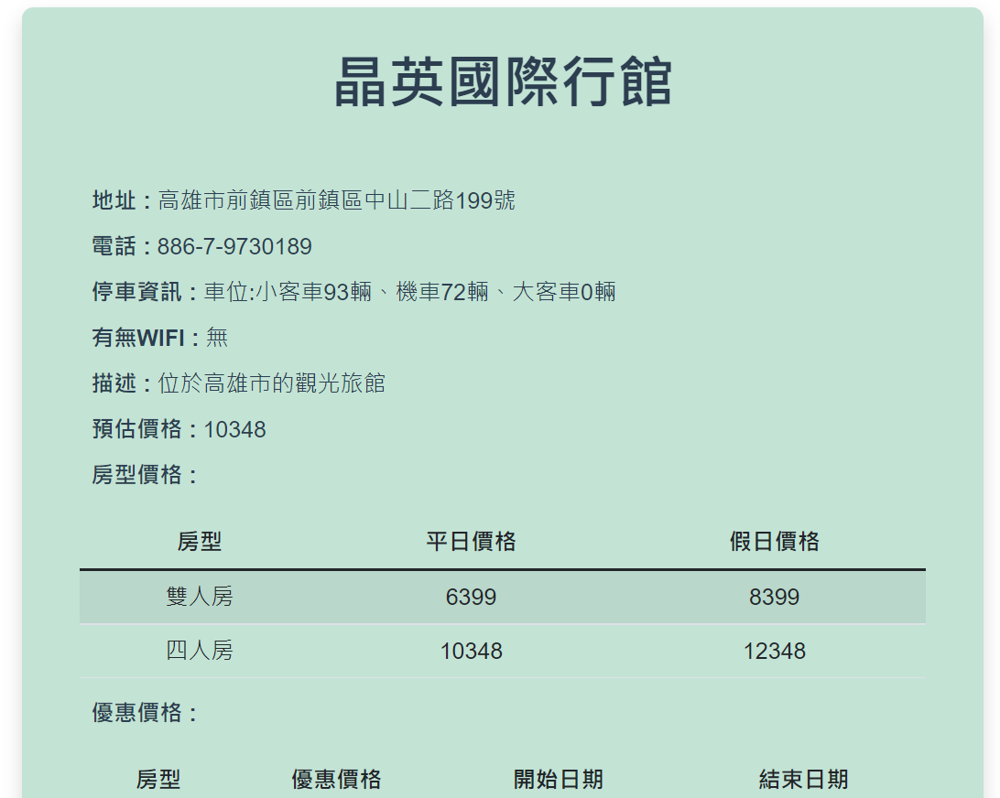 晶英國際行館
地址：高雄市前鎮區前鎮區中山二路199號
電話：886-7-9730189
停車資訊：車位:小客車93輛、機車72輛、大客車0輛
有無WIFI：無
描述：位於高雄市的觀光旅館
預估價格：10348
房型價格：
房型 平日價格 假日價格
雙人房 6399 8399
四人房 10348 12348
優惠價格：
房型 優惠價格 開始日期 結束日期